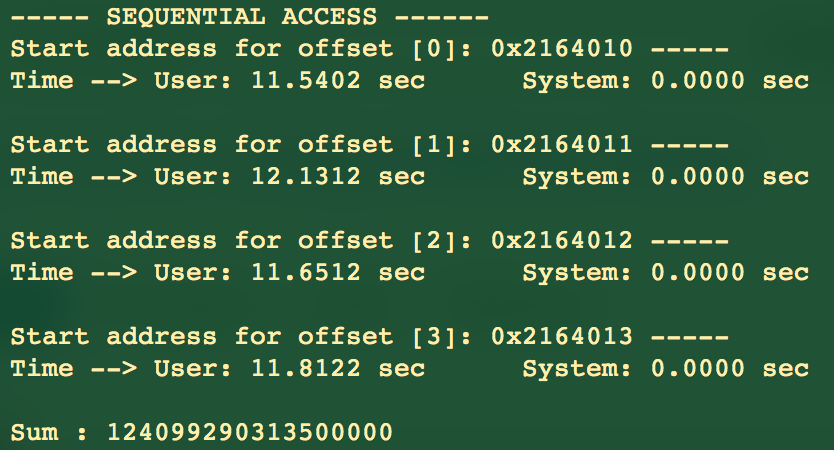 ----- SEQUENTIAL ACCESS ------
Start address for offset [0]: 0x2164010 -----
Time --> User: 11.5402 sec      System: 0.0000 sec
Start address for offset [1]: 0x2164011 -----
Time --> User: 12.1312 sec      System: 0.0000 sec
Start address for offset [2]: 0x2164012 -----
Time --> User: 11.6512 sec      System: 0.0000 sec
Start address for offset [3]: 0x2164013 -----
Time --> User: 11.8122 sec      System: 0.0000 sec
Sum : 124099290313500000